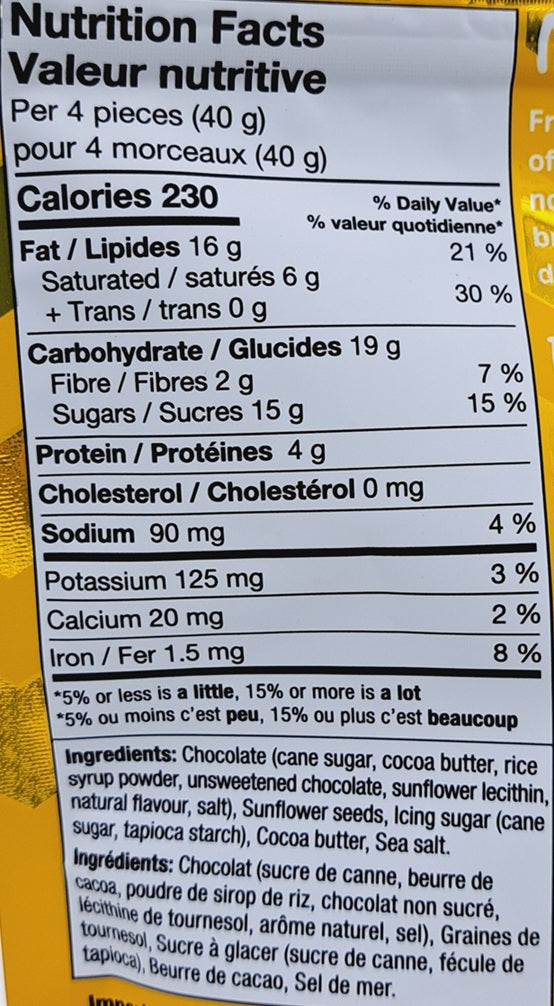 Nutrition Facts
Valeur nutritive
Per 4 pieces (40 g)
pour 4 morceaux (40 g)
Calories 230
% Daily Value*
% valeur quotidienne*
Fat / Lipides 16 g 21 %
Saturated / saturés 6 g
+ Trans / trans 0 g 30 %
Carbohydrate / Glucides 19 g
Fibre / Fibres 2 g 7 %
Sugars / Sucres 15 g 15 %
Protein / Protéines 4 g
Cholesterol / Cholestérol 0 mg
Sodium 90 mg 4 %
Potassium 125 mg 3 %
Calcium 20 mg 2 %
Iron / Fer 1.5 mg 8 %
*5% or less is a little, 15% or more is a lot
*5% ou moins c'est peu, 15% ou plus c'est beaucoup
Ingredients: Chocolate (cane sugar, cocoa butter, rice
syrup powder, unsweetened chocolate, sunflower lecithin,
natural flavour, salt), Sunflower seeds, Icing sugar (cane
sugar, tapioca starch), Cocoa butter, Sea salt.
Ingrédients: Chocolat (sucre de canne, beurre de
cacoa, poudre de sirop de riz, chocolat non sucré,
lécithine de tournesol, arôme naturel, sel), Graines de
tournesol, Sucre à glacer (sucre de canne, fécule de
tapioca), Beurre de cacao, Sel de mer.